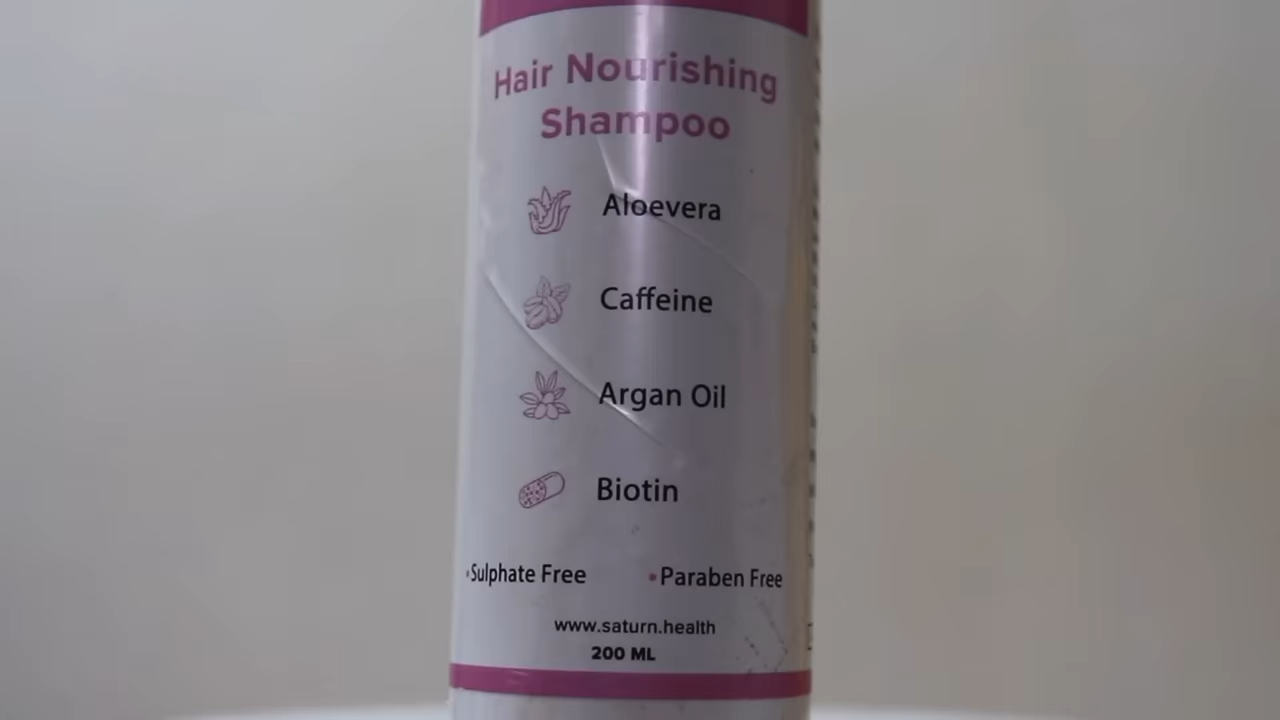 Hair Nourishing
Shampoo
Aloevera
Caffeine
Argan Oil
Biotin
•Sulphate Free •Paraben Free
www.saturn.health
200 ML